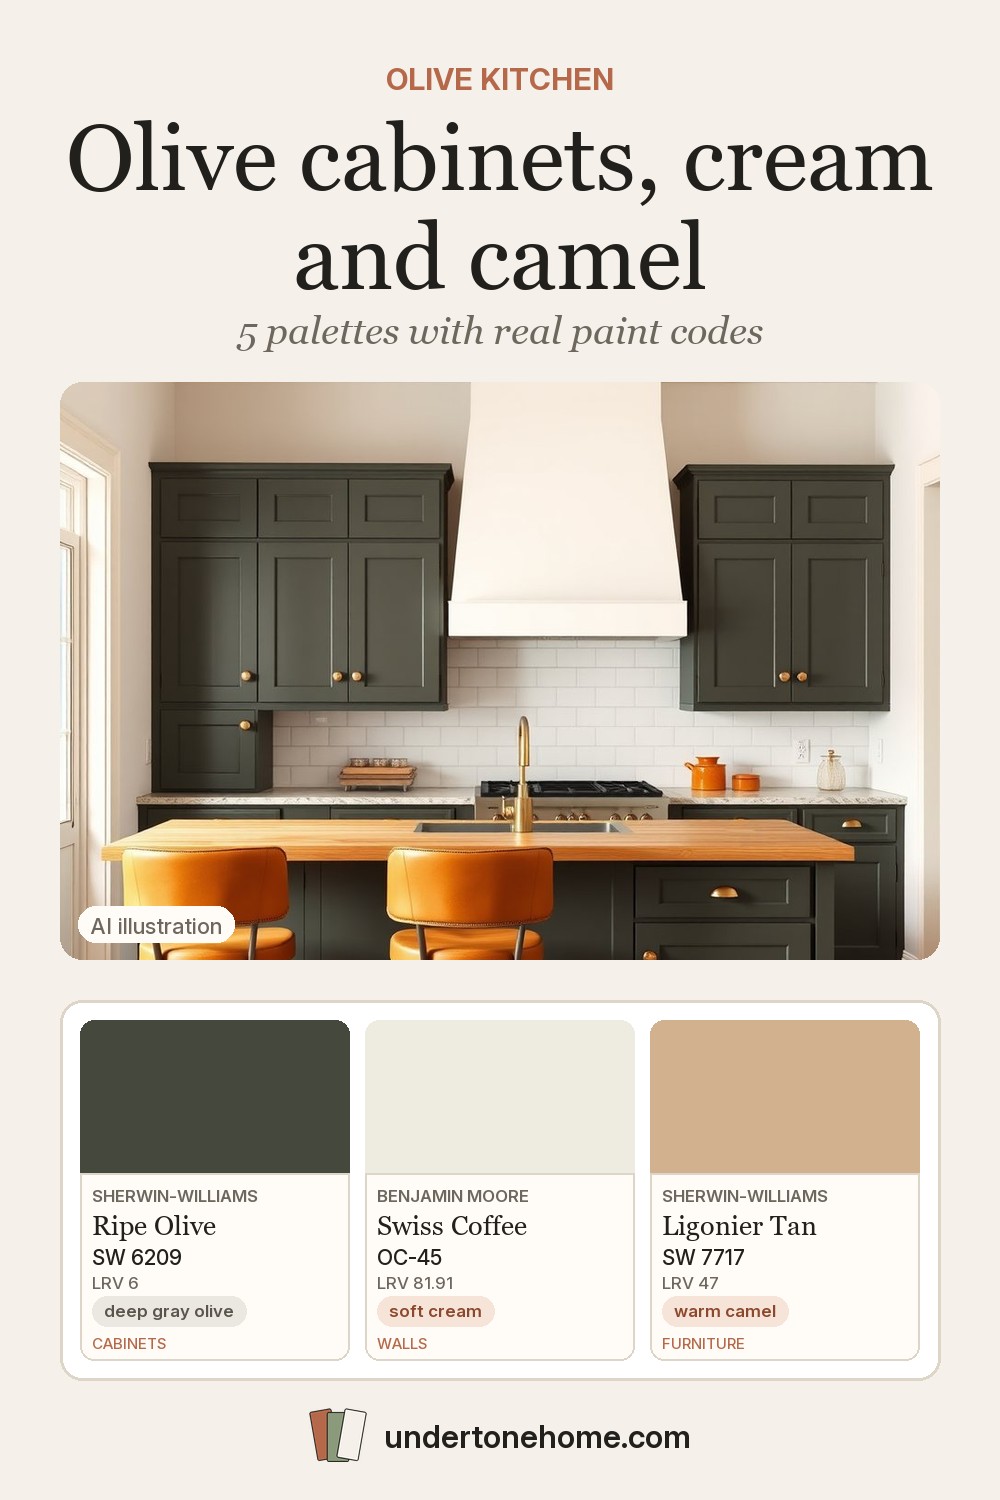 OLIVE KITCHEN
Olive cabinets, cream
and camel
5 palettes with real paint codes
AI illustration
SHERWIN-WILLIAMS
Ripe Olive
SW 6209
LRV 6
deep gray olive
CABINETS
BENJAMIN MOORE
Swiss Coffee
OC-45
LRV 81.91
soft cream
WALLS
SHERWIN-WILLIAMS
Ligonier Tan
SW 7717
LRV 47
warm camel
FURNITURE
undertonehome.com